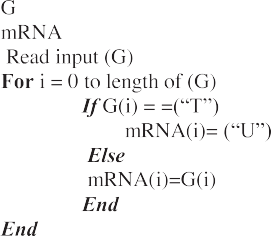 G
mRNA
Read input (G)
For i = 0 to length of (G)
If G(i) = =(“T”)
mRNA(i)= (“U”)
Else
mRNA(i)=G(i)
End
End